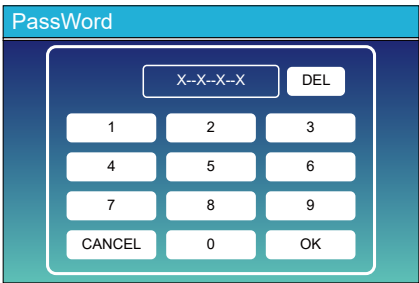 PassWord
X--X--X--X DEL
1 2 3
4 5 6
7 8 9
CANCEL 0 OK